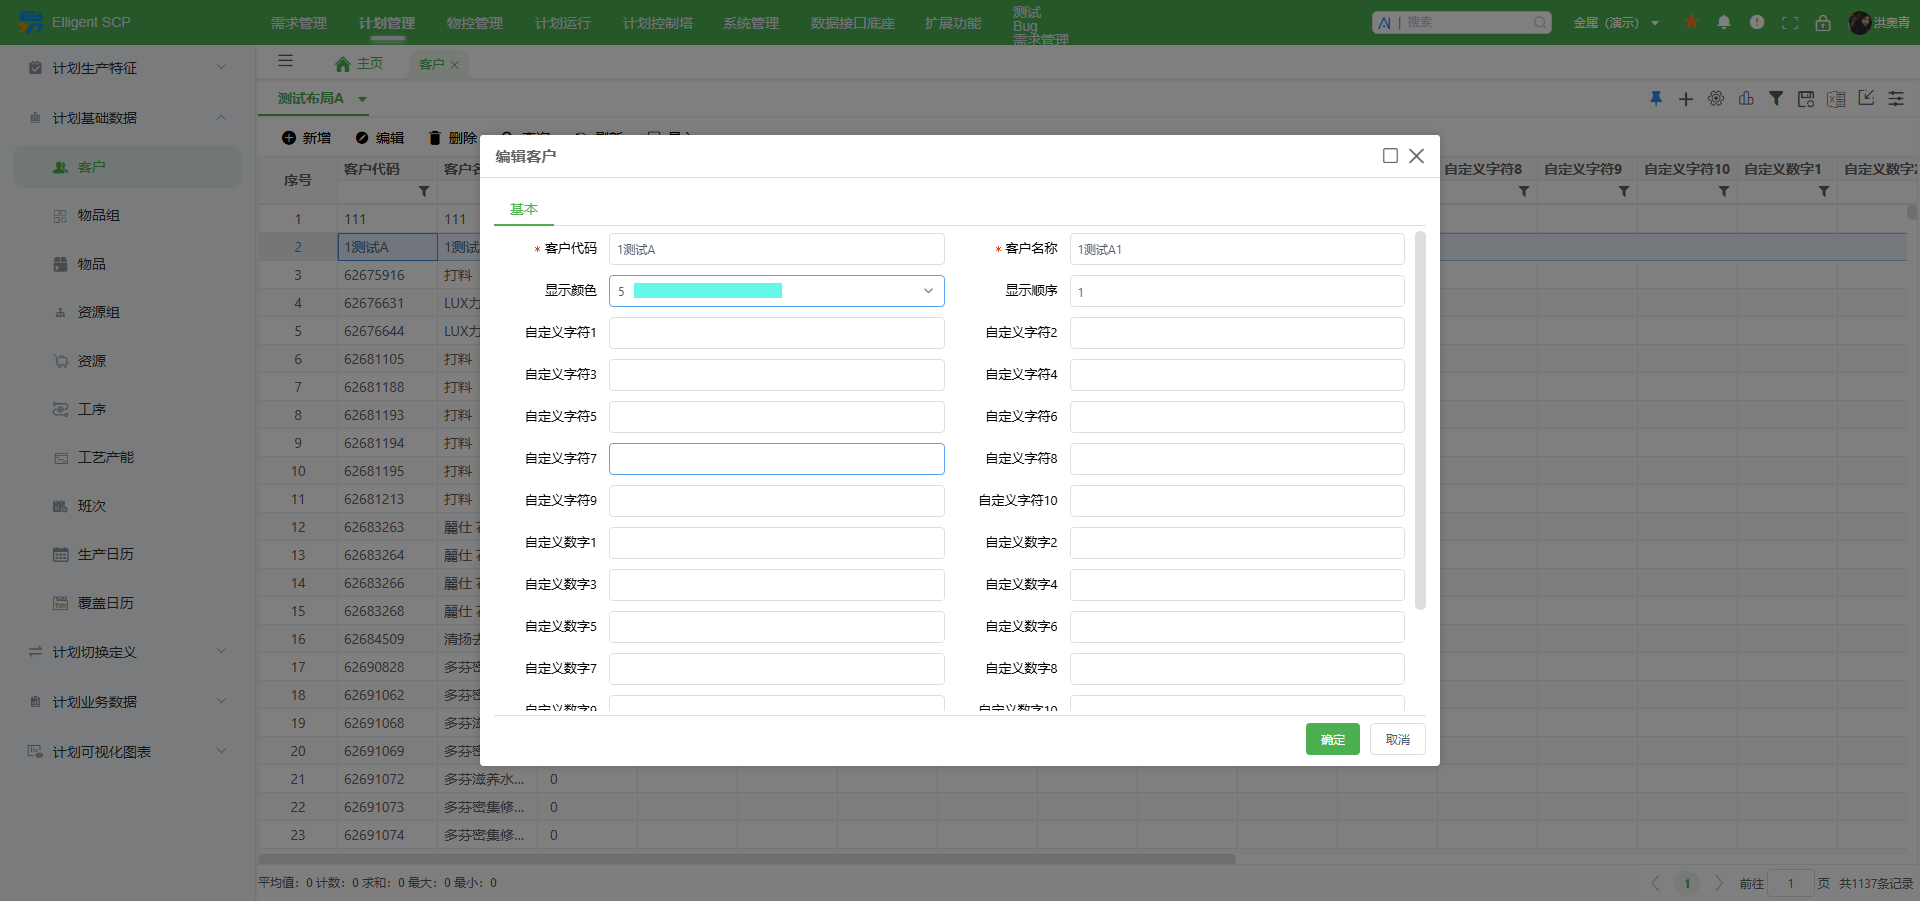 Elligent SCP
需求管理 计划管理 物控管理 计划运行 计划控制塔 系统管理 数据接口底座 扩展功能
测试
Bug
需求管理
搜索
金属（演示）
洪奥青
主页 客户
测试布局A
新增 编辑 删除
计划生产特征
计划基础数据
客户
物品组
物品
资源组
资源
工序
工艺产能
班次
生产日历
覆盖日历
计划切换定义
计划业务数据
计划可视化图表
序号 客户代码 自定义字符8 自定义字符9 自定义字符10 自定义数字1
1 111 111
2 1测试A 1测试
3 62675916 打料
4 62676631 LUX力
5 62676644 LUX力
6 62681105 打料
7 62681188 打料
8 62681193 打料
9 62681194 打料
10 62681195 打料
11 62681213 打料
12 62683263 麗仕
13 62683264 麗仕
14 62683266 麗仕
15 62683268 麗仕
16 62684509 清扬
17 62690828 多芬密
18 62691062 多芬密
19 62691068 多芬滋
20 62691069 多芬密
21 62691072 多芬滋养水... 0
22 62691073 多芬密集修... 0
23 62691074 多芬密集修... 0
平均值：0 计数：0 求和：0 最大：0 最小：0
1 前往 1 页 共1137条记录
编辑客户
基本
* 客户代码 1测试A
* 客户名称 1测试A1
显示颜色 5
显示顺序 1
自定义字符1 自定义字符2
自定义字符3 自定义字符4
自定义字符5 自定义字符6
自定义字符7 自定义字符8
自定义字符9 自定义字符10
自定义数字1 自定义数字2
自定义数字3 自定义数字4
自定义数字5 自定义数字6
自定义数字7 自定义数字8
自定义数字9 自定义数字10
确定 取消